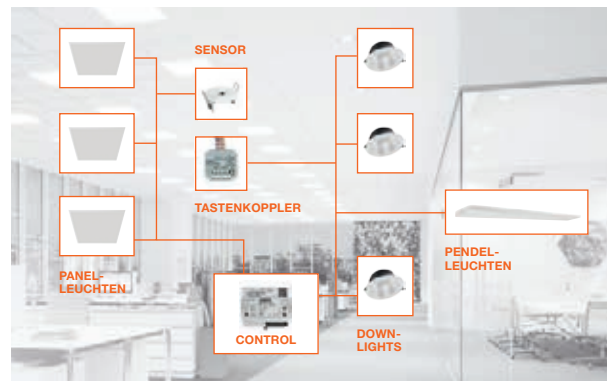 SENSOR
TASTENKOPPLER
PANEL-
LEUCHTEN
CONTROL
DOWN-
LIGHTS
PENDEL-
LEUCHTEN